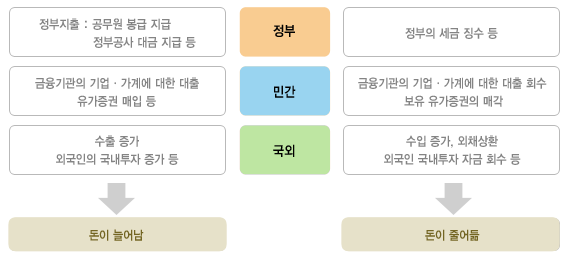 정부지출 : 공무원 봉급 지급
정부공사 대금 지급 등
정부
정부의 세금 징수 등
금융기관의 기업 · 가계에 대한 대출
유가증권 매입 등
민간
금융기관의 기업 · 가계에 대한 대출 회수
보유 유가증권의 매각
수출 증가
외국인의 국내투자 증가 등
국외
수입 증가, 외채상환
외국인 국내투자 자금 회수 등
돈이 늘어남
돈이 줄어듦